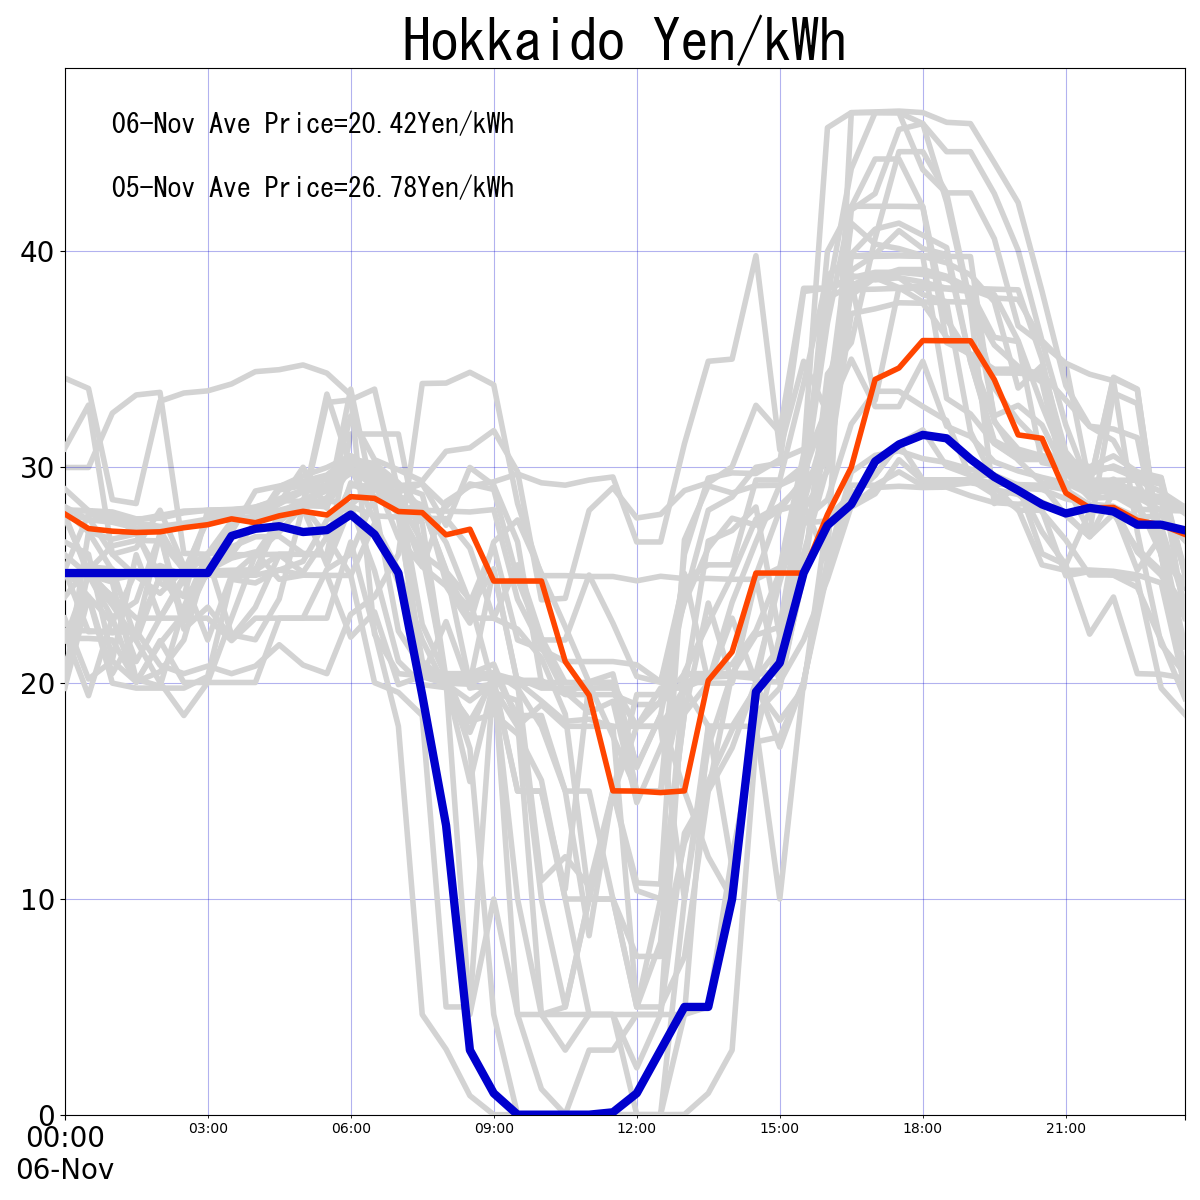 Hokkaido Yen/kWh
06-Nov Ave Price=20.42Yen/kWh
05-Nov Ave Price=26.78Yen/kWh
40
30
20
10
0
00:00 03:00 06:00 09:00 12:00 15:00 18:00 21:00
06-Nov